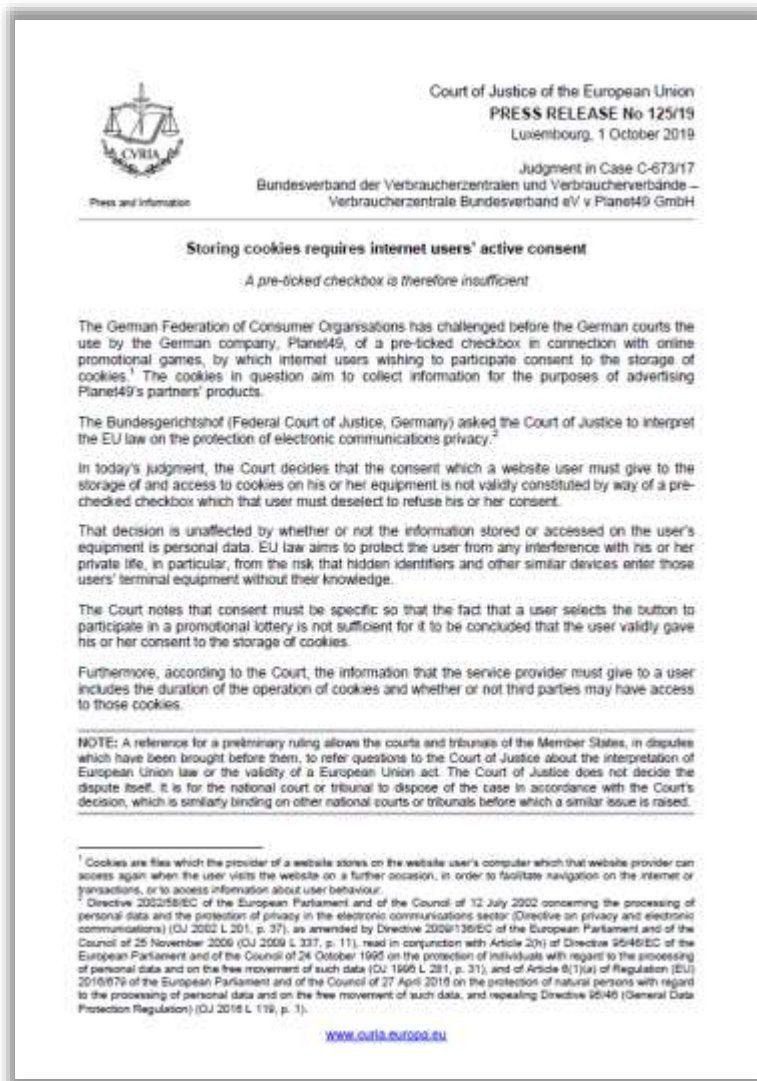 CVRIA
Press and Information
Court of Justice of the European Union
PRESS RELEASE No 125/19
Luxembourg, 1 October 2019
Judgment in Case C-673/17
Bundesverband der Verbraucherzentralen und Verbraucherverbände –
Verbraucherzentrale Bundesverband eV v Planet49 GmbH
Storing cookies requires internet users' active consent
A pre-ticked checkbox is therefore insufficient
The German Federation of Consumer Organisations has challenged before the German courts the
use by the German company, Planet49, of a pre-ticked checkbox in connection with online
promotional games, by which internet users wishing to participate consent to the storage of
cookies.¹ The cookies in question aim to collect information for the purposes of advertising
Planet49's partners' products.
The Bundesgerichtshof (Federal Court of Justice, Germany) asked the Court of Justice to interpret
the EU law on the protection of electronic communications privacy.²
In today's judgment, the Court decides that the consent which a website user must give to the
storage of and access to cookies on his or her equipment is not validly constituted by way of a pre-
checked checkbox which that user must deselect to refuse his or her consent.
That decision is unaffected by whether or not the information stored or accessed on the user's
equipment is personal data. EU law aims to protect the user from any interference with his or her
private life, in particular, from the risk that hidden identifiers and other similar devices enter those
users' terminal equipment without their knowledge.
The Court notes that consent must be specific so that the fact that a user selects the button to
participate in a promotional lottery is not sufficient for it to be concluded that the user validly gave
his or her consent to the storage of cookies.
Furthermore, according to the Court, the information that the service provider must give to a user
includes the duration of the operation of cookies and whether or not third parties may have access
to those cookies.
NOTE: A reference for a preliminary ruling allows the courts and tribunals of the Member States, in disputes
which have been brought before them, to refer questions to the Court of Justice about the interpretation of
European Union law or the validity of a European Union act. The Court of Justice does not decide the
dispute itself. It is for the national court or tribunal to dispose of the case in accordance with the Court's
decision, which is similarly binding on other national courts or tribunals before which a similar issue is raised.
¹ Cookies are files which the provider of a website stores on the website user's computer which that website provider can
access again when the user visits the website on a further occasion, in order to facilitate navigation on the internet or
transactions, or to access information about user behaviour.
² Directive 2002/58/EC of the European Parliament and of the Council of 12 July 2002 concerning the processing of
personal data and the protection of privacy in the electronic communications sector (Directive on privacy and electronic
communications) (OJ 2002 L 201, p. 37), as amended by Directive 2009/136/EC of the European Parliament and of the
Council of 25 November 2009 (OJ 2009 L 337, p. 11), read in conjunction with Article 2(h) of Directive 95/46/EC of the
European Parliament and of the Council of 24 October 1995 on the protection of individuals with regard to the processing
of personal data and on the free movement of such data (OJ 1995 L 281, p. 31), and of Article 6(1)(a) of Regulation (EU)
2016/679 of the European Parliament and of the Council of 27 April 2016 on the protection of natural persons with regard
to the processing of personal data and on the free movement of such data, and repealing Directive 95/46 (General Data
Protection Regulation) (OJ 2016 L 119, p. 1).
www.curia.europa.eu